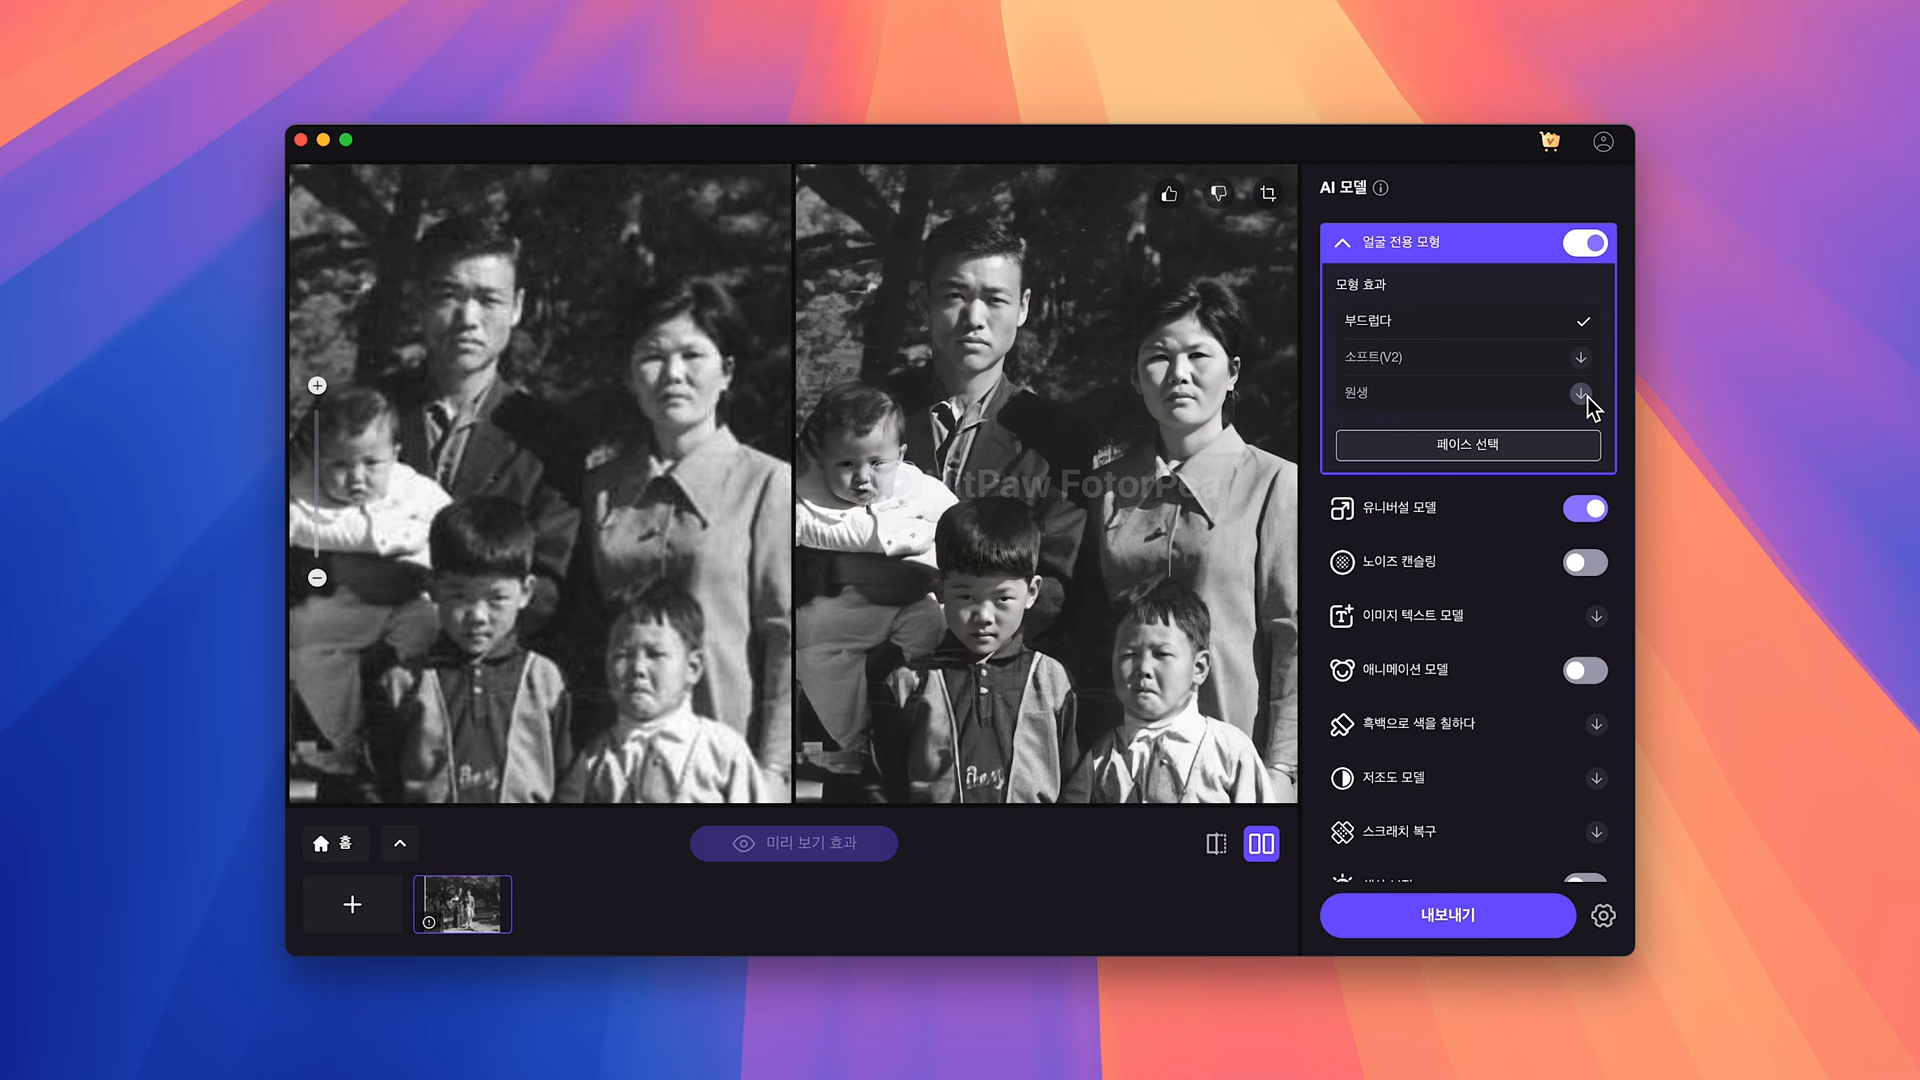 AI 모델
얼굴 전용 모형
모형 효과
부드럽다
소프트(V2)
원생
페이스 선택
유니버설 모델
노이즈 캔슬링
이미지 텍스트 모델
애니메이션 모델
흑백으로 색을 칠하다
저조도 모델
스크래치 복구
내보내기
tPaw FotorPea
홈
미리 보기 효과